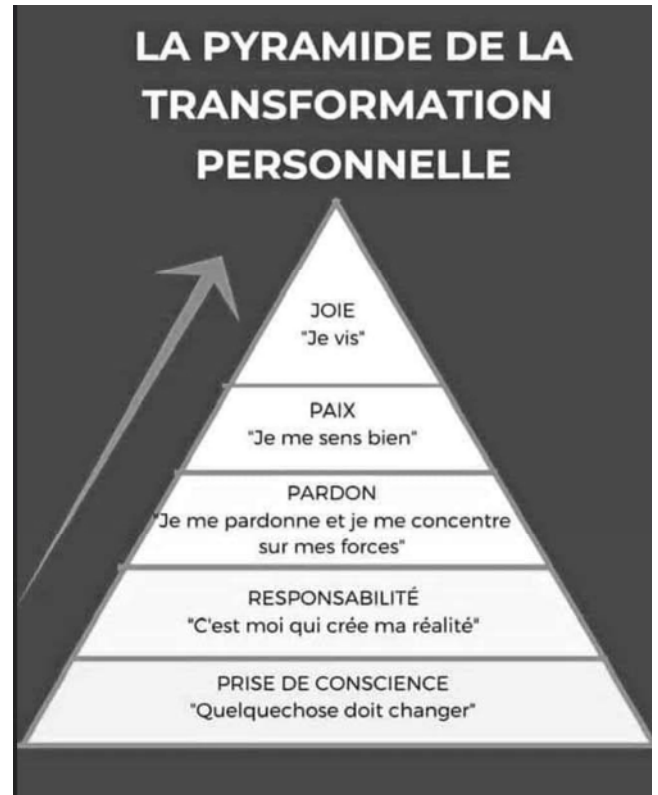 LA PYRAMIDE DE LA
TRANSFORMATION
PERSONNELLE
JOIE
"Je vis"
PAIX
"Je me sens bien"
PARDON
"Je me pardonne et je me concentre
sur mes forces"
RESPONSABILITÉ
"C'est moi qui crée ma réalité"
PRISE DE CONSCIENCE
"Quelquechose doit changer"